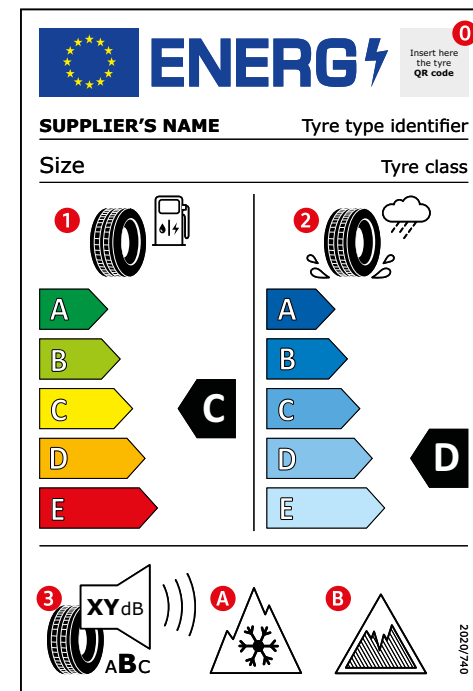 ENERG
0
Insert here
the tyre
QR code
SUPPLIER'S NAME Tyre type identifier
Size Tyre class
1 2
A A
B B
C C C
D D D
E E
3 XYdB A B
ABC
2020/740